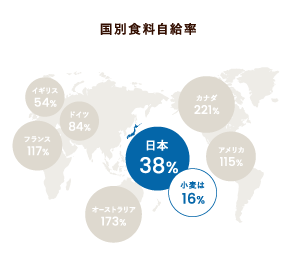 国別食料自給率
イギリス
54%
ドイツ
84%
フランス
117%
日本
38%
小麦は
16%
カナダ
221%
アメリカ
115%
オーストラリア
173%